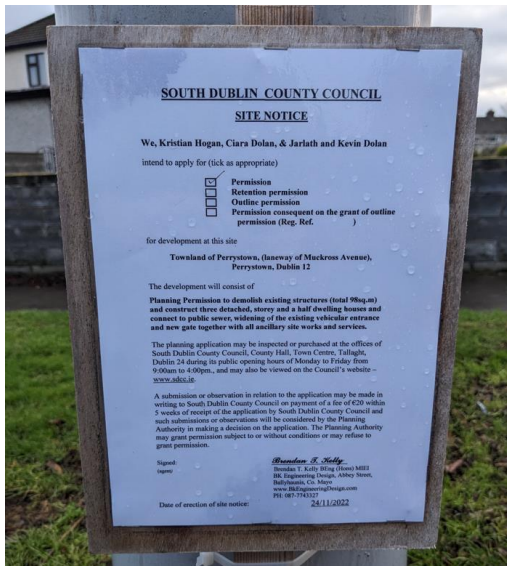 SOUTH DUBLIN COUNTY COUNCIL
SITE NOTICE
We, Kristian Hogan, Ciara Dolan, & Jarlath and Kevin Dolan
intend to apply for (tick as appropriate)
Permission
Retention permission
Outline permission
Permission consequent on the grant of outline
permission (Reg. Ref. )
for development at this site
Townland of Perrystown, (laneway of Muckross Avenue),
Perrystown, Dublin 12
The development will consist of
Planning Permission to demolish existing structures (total 98sq.m)
and construct three detached, storey and a half dwelling houses and
connect to public sewer, widening of the existing vehicular entrance
and new gate together with all ancillary site works and services.
The planning application may be inspected or purchased at the offices of
South Dublin County Council, County Hall, Town Centre, Tallaght,
Dublin 24 during its public opening hours of Monday to Friday from
9:00am to 4:00pm., and may also be viewed on the Council's website –
www.sdcc.ie.
A submission or observation in relation to the application may be made in
writing to South Dublin County Council on payment of a fee of €20 within
5 weeks of receipt of the application by South Dublin County Council and
such submissions or observations will be considered by the Planning
Authority in making a decision on the application. The Planning Authority
may grant permission subject to or without conditions or may refuse to
grant permission.
Signed:
(agent)
Brendan T. Kelly
Brendan T. Kelly BEng (Hons) MIEI
BK Engineering Design, Abbey Street,
Ballyhaunis, Co. Mayo
www.BkEngineeringDesign.com
PH: 087-7743327
Date of erection of site notice: 24/11/2022